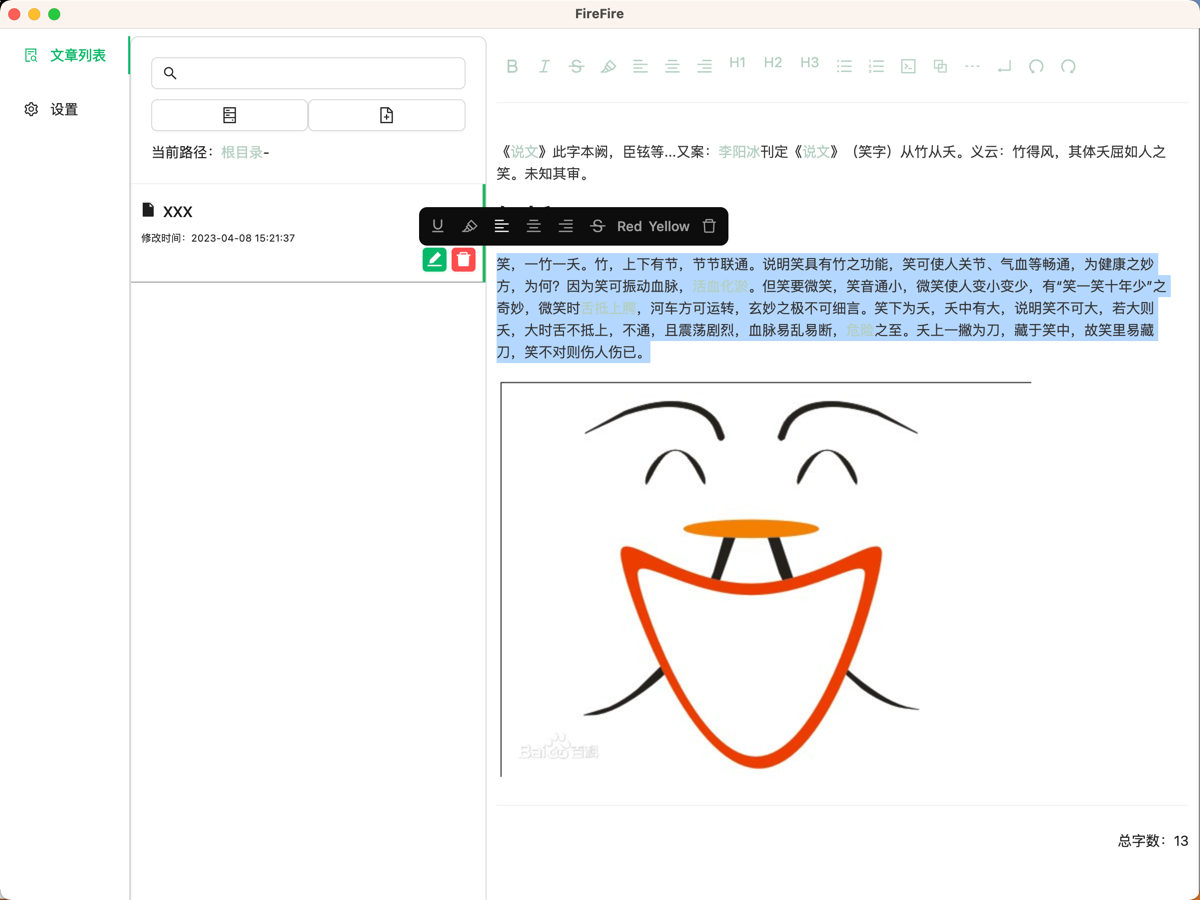 FireFire
文章列表
设置
当前路径：根目录-
XXX
修改时间：2023-04-08 15:21:37
H1 H2 H3
《说文》此字本阙，臣铉等...又案：李阳冰刊定《说文》（笑字）从竹从夭。义云：竹得风，其体夭屈如人之
笑。未知其审。
Red Yellow
笑，一竹一夭。竹，上下有节，节节联通。说明笑具有竹之功能，笑可使人关节、气血等畅通，为健康之妙
方，为何？因为笑可振动血脉，活血化淤。但笑要微笑，笑音通小，微笑使人变小变少，有“笑一笑十年少”之
奇妙，微笑时舌抵上腭，河车方可运转，玄妙之极不可细言。笑下为夭，夭中有大，说明笑不可大，若大则
夭，大时舌不抵上，不通，且震荡剧烈，血脉易乱易断，危险之至。夭上一撇为刀，藏于笑中，故笑里易藏
刀，笑不对则伤人伤已。
Baidu百科
总字数：13